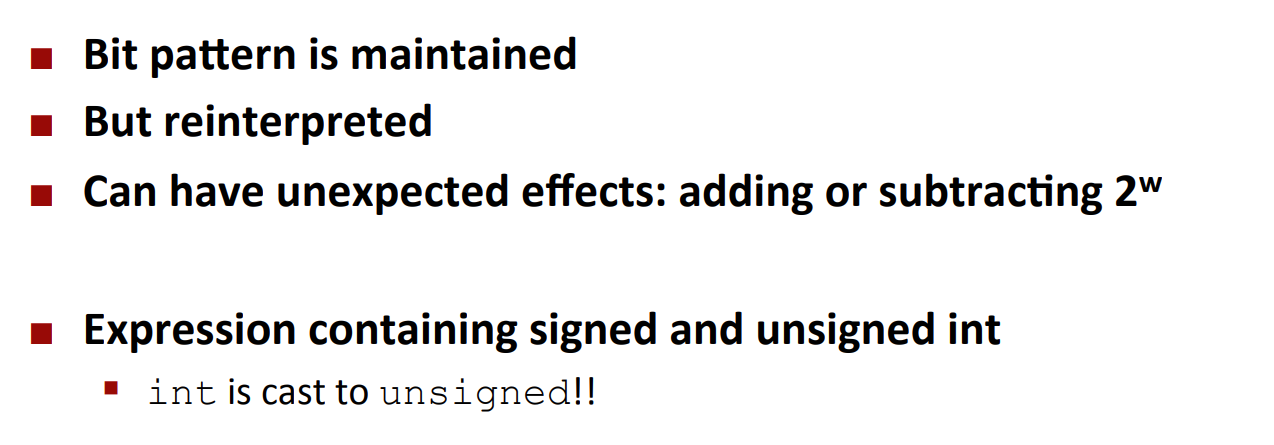 ■ Bit pattern is maintained
■ But reinterpreted
■ Can have unexpected effects: adding or subtracting 2ʷ
■ Expression containing signed and unsigned int
▪ int is cast to unsigned!!